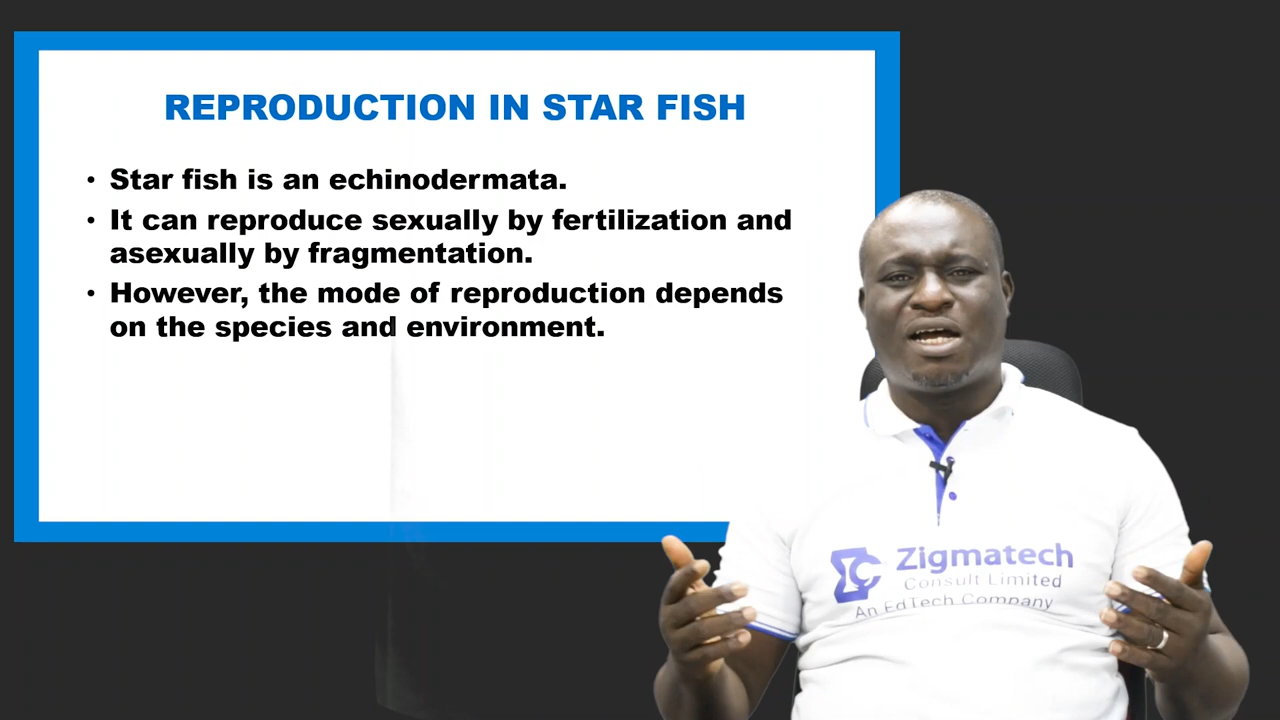 REPRODUCTION IN STAR FISH
• Star fish is an echinodermata.
• It can reproduce sexually by fertilization and
asexually by fragmentation.
• However, the mode of reproduction depends
on the species and environment.
Zigmatech
Consult Limited
An EdTech Company